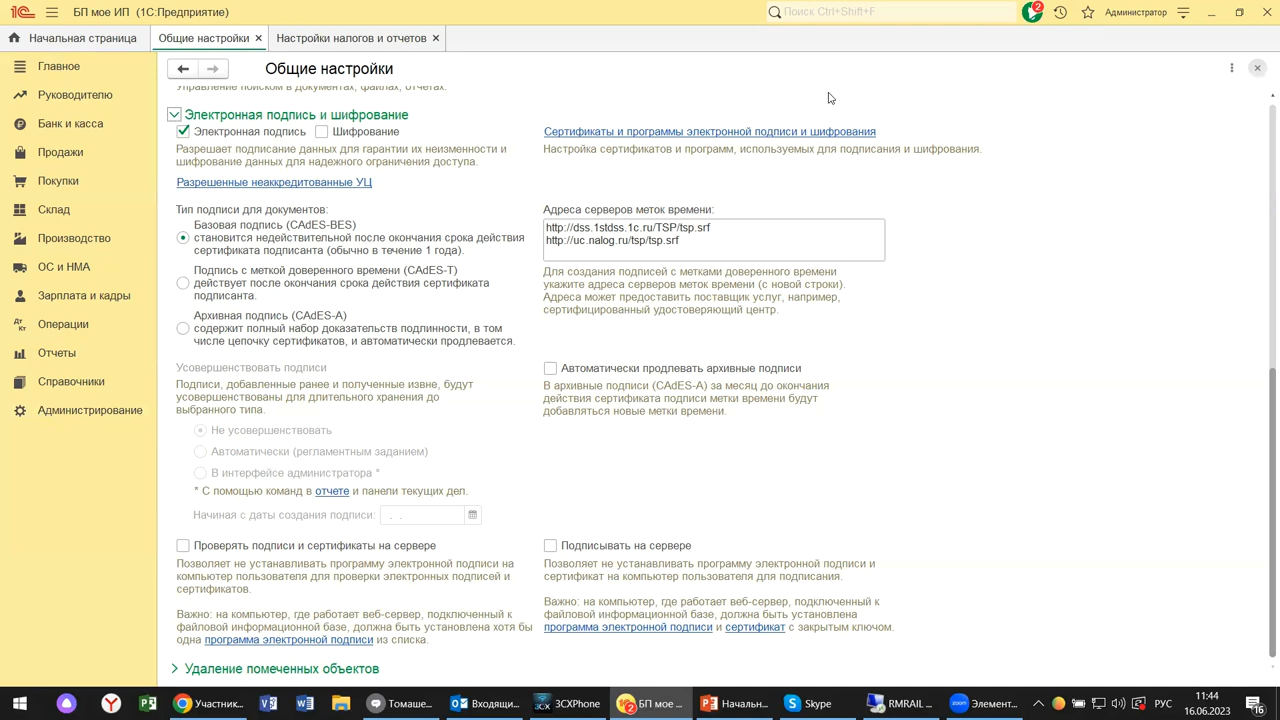 БП мое ИП (1С:Предприятие)
Поиск Ctrl+Shift+F
2
Администратор
Начальная страница
Общие настройки
Настройки налогов и отчетов
Главное
Руководителю
Банк и касса
Продажи
Покупки
Склад
Производство
ОС и НМА
Зарплата и кадры
Дт Кт
Операции
Отчеты
Справочники
Администрирование
Общие настройки
Управление поиском в документах, файлах, отчетах.
Электронная подпись и шифрование
Электронная подпись
Шифрование
Разрешает подписание данных для гарантии их неизменности и
шифрование данных для надежного ограничения доступа.
Сертификаты и программы электронной подписи и шифрования
Настройка сертификатов и программ, используемых для подписания и шифрования.
Разрешенные неаккредитованные УЦ
Тип подписи для документов:
Базовая подпись (CAdES-BES)
становится недействительной после окончания срока действия
сертификата подписанта (обычно в течение 1 года).
Подпись с меткой доверенного времени (CAdES-T)
действует после окончания срока действия сертификата
подписанта.
Архивная подпись (CAdES-A)
содержит полный набор доказательств подлинности, в том
числе цепочку сертификатов, и автоматически продлевается.
Адреса серверов меток времени:
http://dss.1stdss.1c.ru/TSP/tsp.srf
http://uc.nalog.ru/tsp/tsp.srf
Для создания подписей с метками доверенного времени
укажите адреса серверов меток времени (с новой строки).
Адреса может предоставить поставщик услуг, например,
сертифицированный удостоверяющий центр.
Усовершенствовать подписи
Подписи, добавленные ранее и полученные извне, будут
усовершенствованы для длительного хранения до
выбранного типа.
Не усовершенствовать
Автоматически (регламентным заданием)
В интерфейсе администратора *
* С помощью команд в отчете и панели текущих дел.
Начиная с даты создания подписи: . .
Автоматически продлевать архивные подписи
В архивные подписи (CAdES-A) за месяц до окончания
действия сертификата подписи метки времени будут
добавляться новые метки времени.
Проверять подписи и сертификаты на сервере
Позволяет не устанавливать программу электронной подписи на
компьютер пользователя для проверки электронных подписей и
сертификатов.
Важно: на компьютер, где работает веб-сервер, подключенный к
файловой информационной базе, должна быть установлена хотя бы
одна программа электронной подписи из списка.
Подписывать на сервере
Позволяет не устанавливать программу электронной подписи и
сертификат на компьютер пользователя для подписания.
Важно: на компьютер, где работает веб-сервер, подключенный к
файловой информационной базе, должна быть установлена
программа электронной подписи и сертификат с закрытым ключом.
Удаление помеченных объектов
Участник...
Томаше...
Входящи...
3CXPhone
БП мое ...
Начальн...
Skype
RMRAIL ...
Элемент...
РУС
11:44
16.06.2023
16